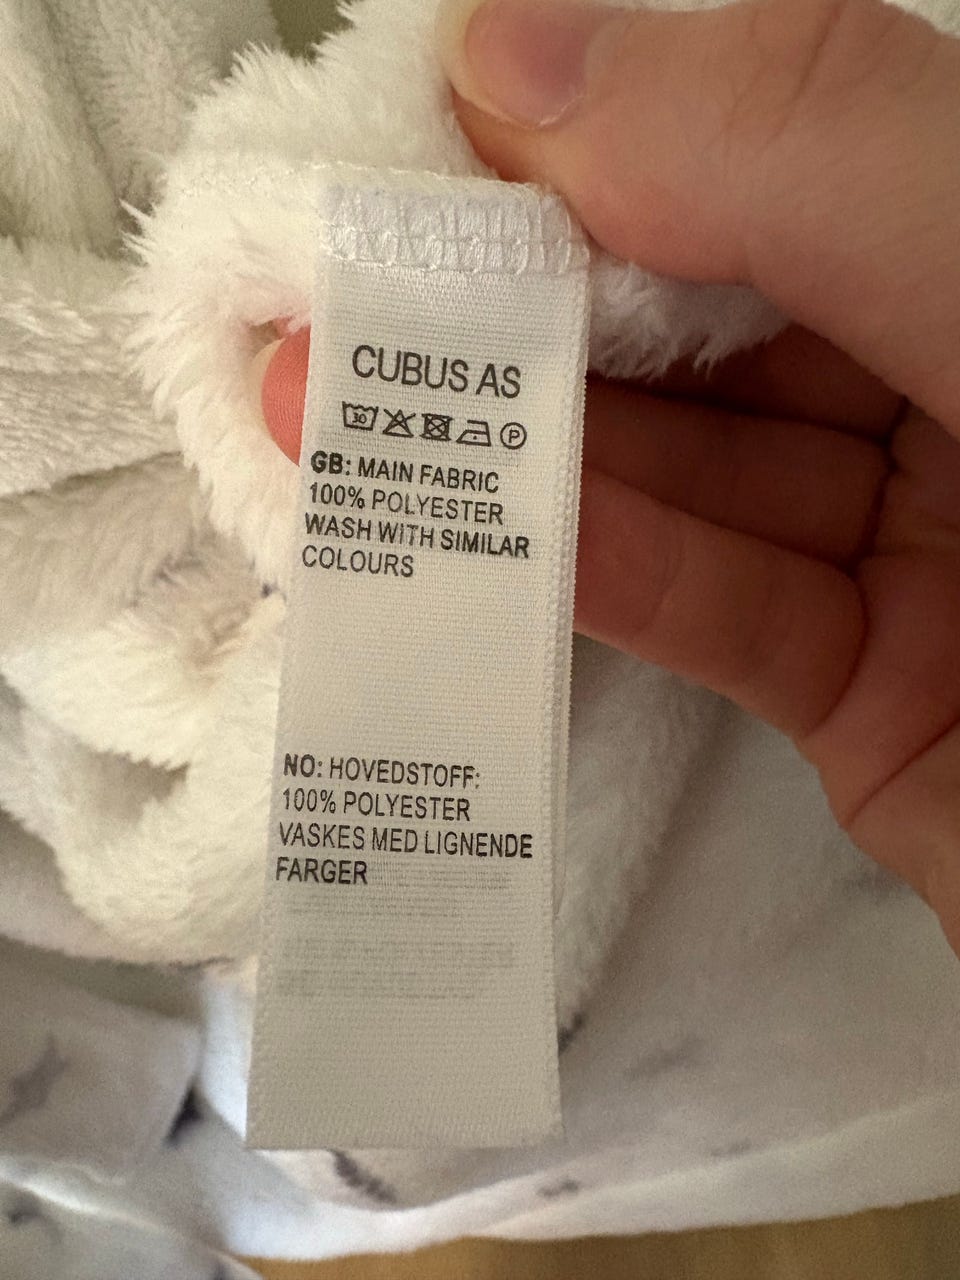 CUBUS AS
30 P
GB: MAIN FABRIC
100% POLYESTER
WASH WITH SIMILAR
COLOURS
NO: HOVEDSTOFF:
100% POLYESTER
VASKES MED LIGNENDE
FARGER